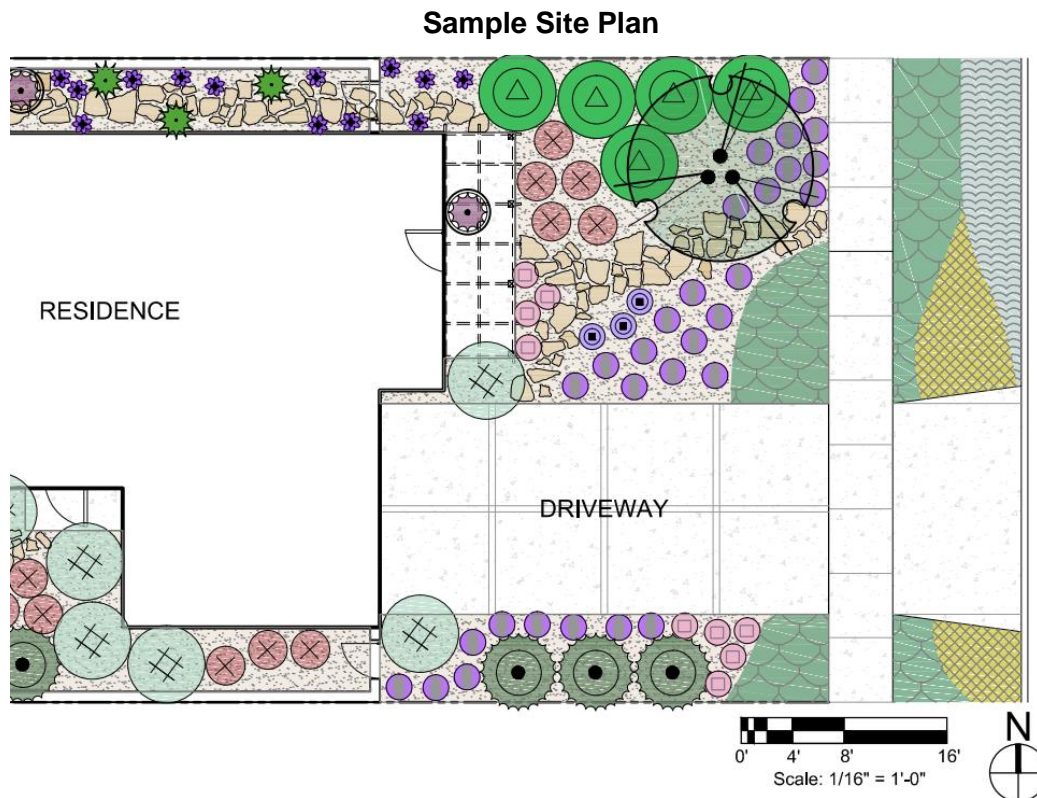 Sample Site Plan
RESIDENCE
DRIVEWAY
N
0' 4' 8' 16'
Scale: 1/16" = 1'-0"